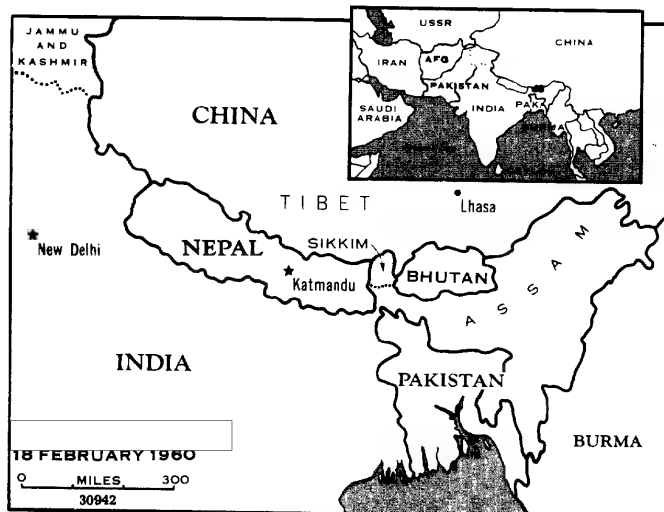 JAMMU
AND
KASHMIR
USSR
CHINA
IRAN
AFG
PAKISTAN
INDIA
PAK
SAUDI
ARABIA
CHINA
TIBET
Lhasa
New Delhi
NEPAL
SIKKIM
Katmandu
BHUTAN
ASSAM
INDIA
PAKISTAN
BURMA
18 FEBRUARY 1960
0 MILES 300
30942